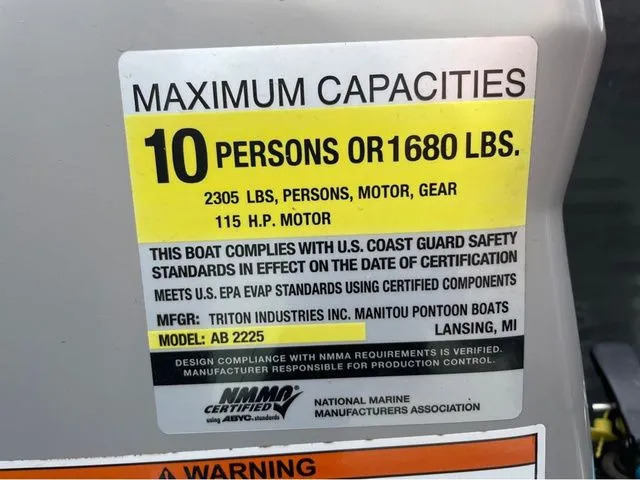 MAXIMUM CAPACITIES
10 PERSONS OR 1680 LBS.
2305 LBS, PERSONS, MOTOR, GEAR
115 H.P. MOTOR
THIS BOAT COMPLIES WITH U.S. COAST GUARD SAFETY
STANDARDS IN EFFECT ON THE DATE OF CERTIFICATION
MEETS U.S. EPA EVAP STANDARDS USING CERTIFIED COMPONENTS
MFGR: TRITON INDUSTRIES INC. MANITOU PONTOON BOATS
MODEL: AB 2225 LANSING, MI
DESIGN COMPLIANCE WITH NMMA REQUIREMENTS IS VERIFIED.
MANUFACTURER RESPONSIBLE FOR PRODUCTION CONTROL.
NMMA
CERTIFIED
using ABYC standards
NATIONAL MARINE
MANUFACTURERS ASSOCIATION
WARNING